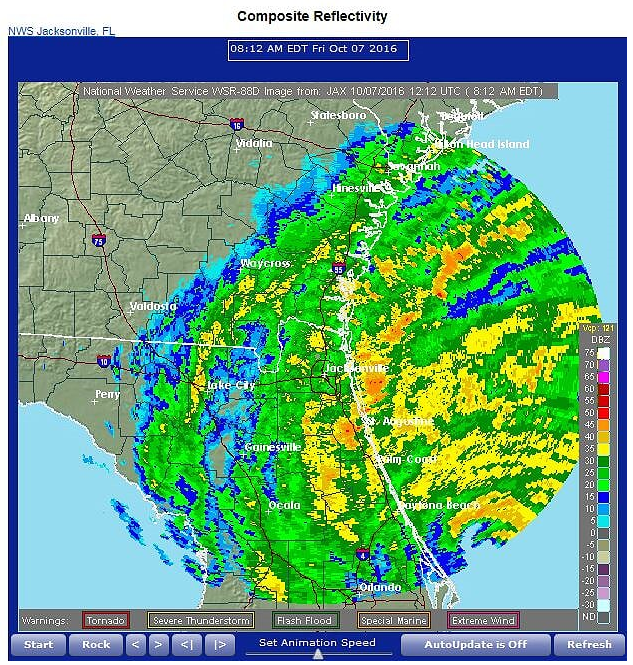 Composite Reflectivity
NWS Jacksonville, FL
08:12 AM EDT Fri Oct 07 2016
National Weather Service WSR-88D Image from: JAX 10/07/2016 12:12 UTC ( 8:12 AM EDT)
Statesboro
16
Vidalia
Hilton Head Island
Savannah
Hinesville
Albany
75
Waycross
95
Valdosta
Vcp: 121
DBZ
75
70
65
60
55
50
45
40
35
30
25
20
15
10
5
0
-5
-10
-15
-20
-25
-30
ND
10
Jacksonville
Lake-City
Perry
St. Augustine
Gainesville
Palm-Coast
Ocala
Daytona Beach
4
Orlando
Warnings:
Tornado
Severe Thunderstorm
Flash Flood
Special Marine
Extreme Wind
Start
Rock
<
>
<|
|>
Set Animation Speed
AutoUpdate is Off
Refresh